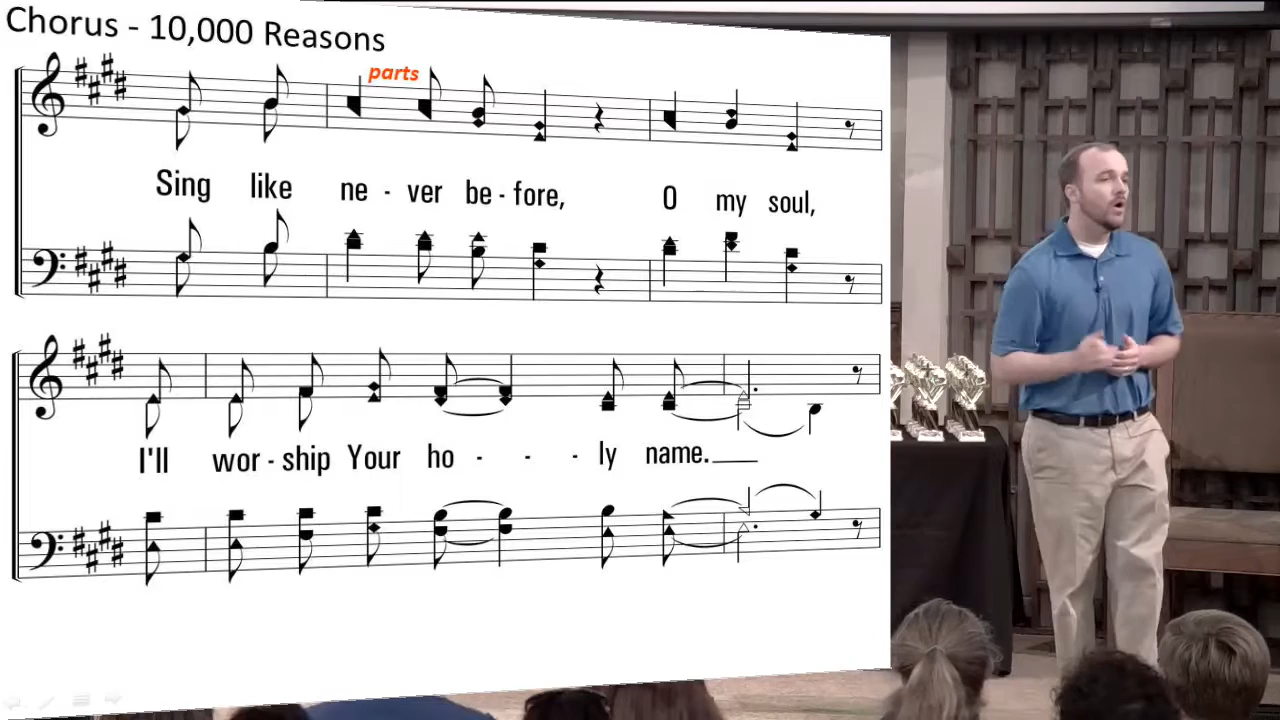 Chorus - 10,000 Reasons
parts
Sing like ne - ver be - fore, O my soul,
I'll wor - ship Your ho - - - ly name.